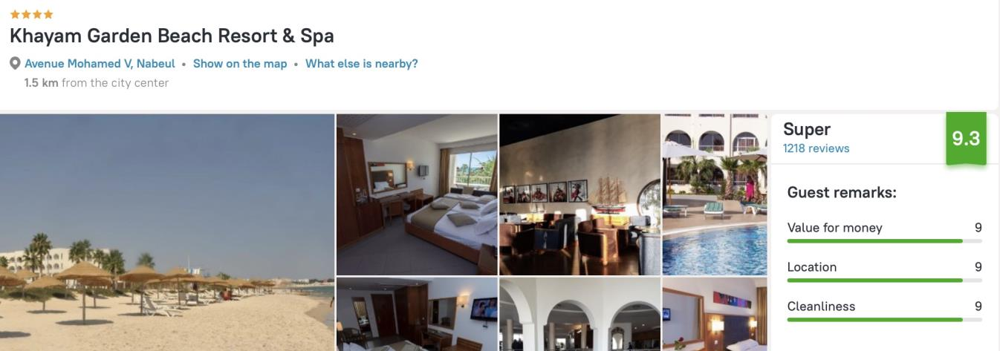 Khayam Garden Beach Resort & Spa
Avenue Mohamed V, Nabeul • Show on the map • What else is nearby?
1.5 km from the city center
Super
1218 reviews
9.3
Guest remarks:
Value for money 9
Location 9
Cleanliness 9